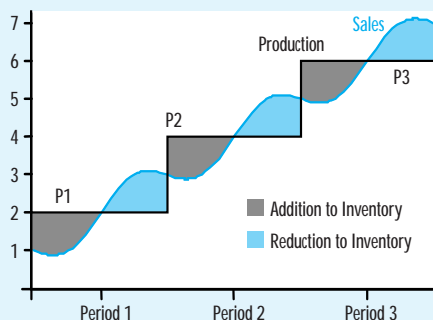 7
6
5
4
3
2
1
Sales
Production
P3
P2
P1
Addition to Inventory
Reduction to Inventory
Period 1
Period 2
Period 3